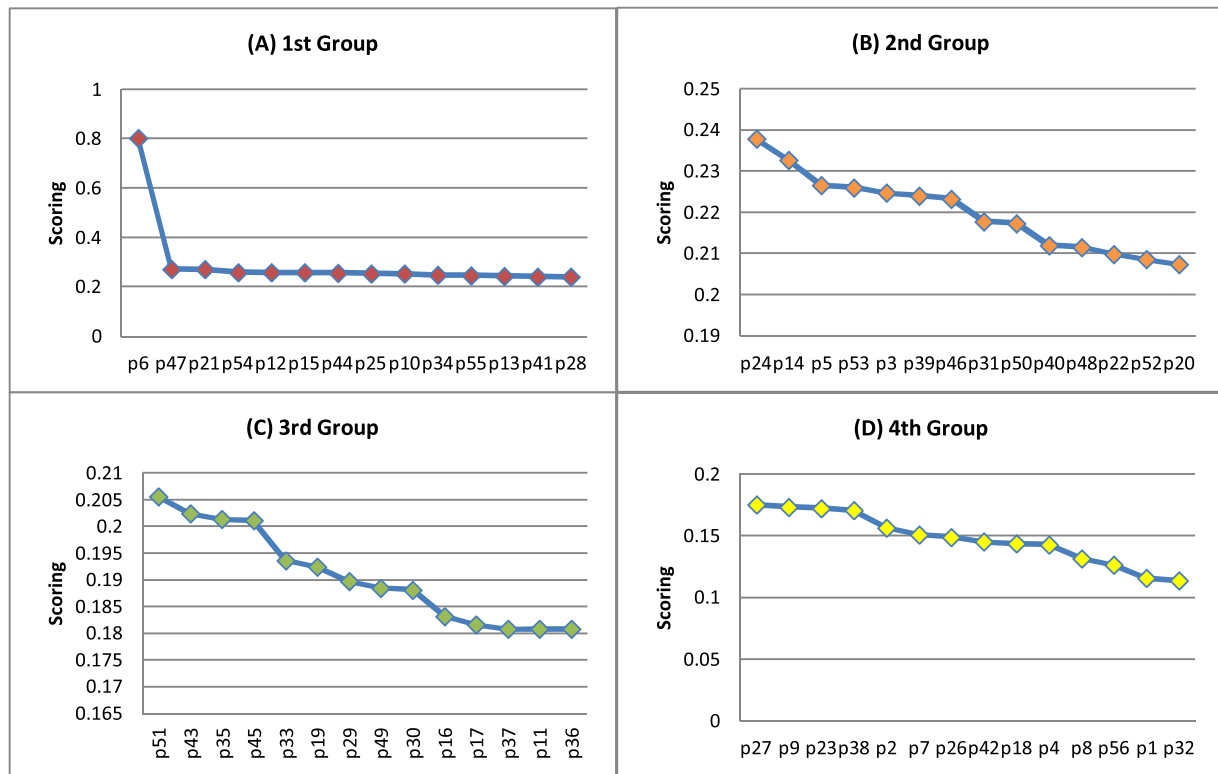 (A) 1st Group
Scoring
1
0.8
0.6
0.4
0.2
0
p6 p47 p21 p54 p12 p15 p44 p25 p10 p34 p55 p13 p41 p28
(B) 2nd Group
Scoring
0.25
0.24
0.23
0.22
0.21
0.2
0.19
p24 p14 p5 p53 p3 p39 p46 p31 p50 p40 p48 p22 p52 p20
(C) 3rd Group
Scoring
0.21
0.205
0.2
0.195
0.19
0.185
0.18
0.175
0.17
0.165
p51 p43 p35 p45 p33 p19 p29 p49 p30 p16 p17 p37 p11 p36
(D) 4th Group
Scoring
0.2
0.15
0.1
0.05
0
p27 p9 p23 p38 p2 p7 p26 p42 p18 p4 p8 p56 p1 p32